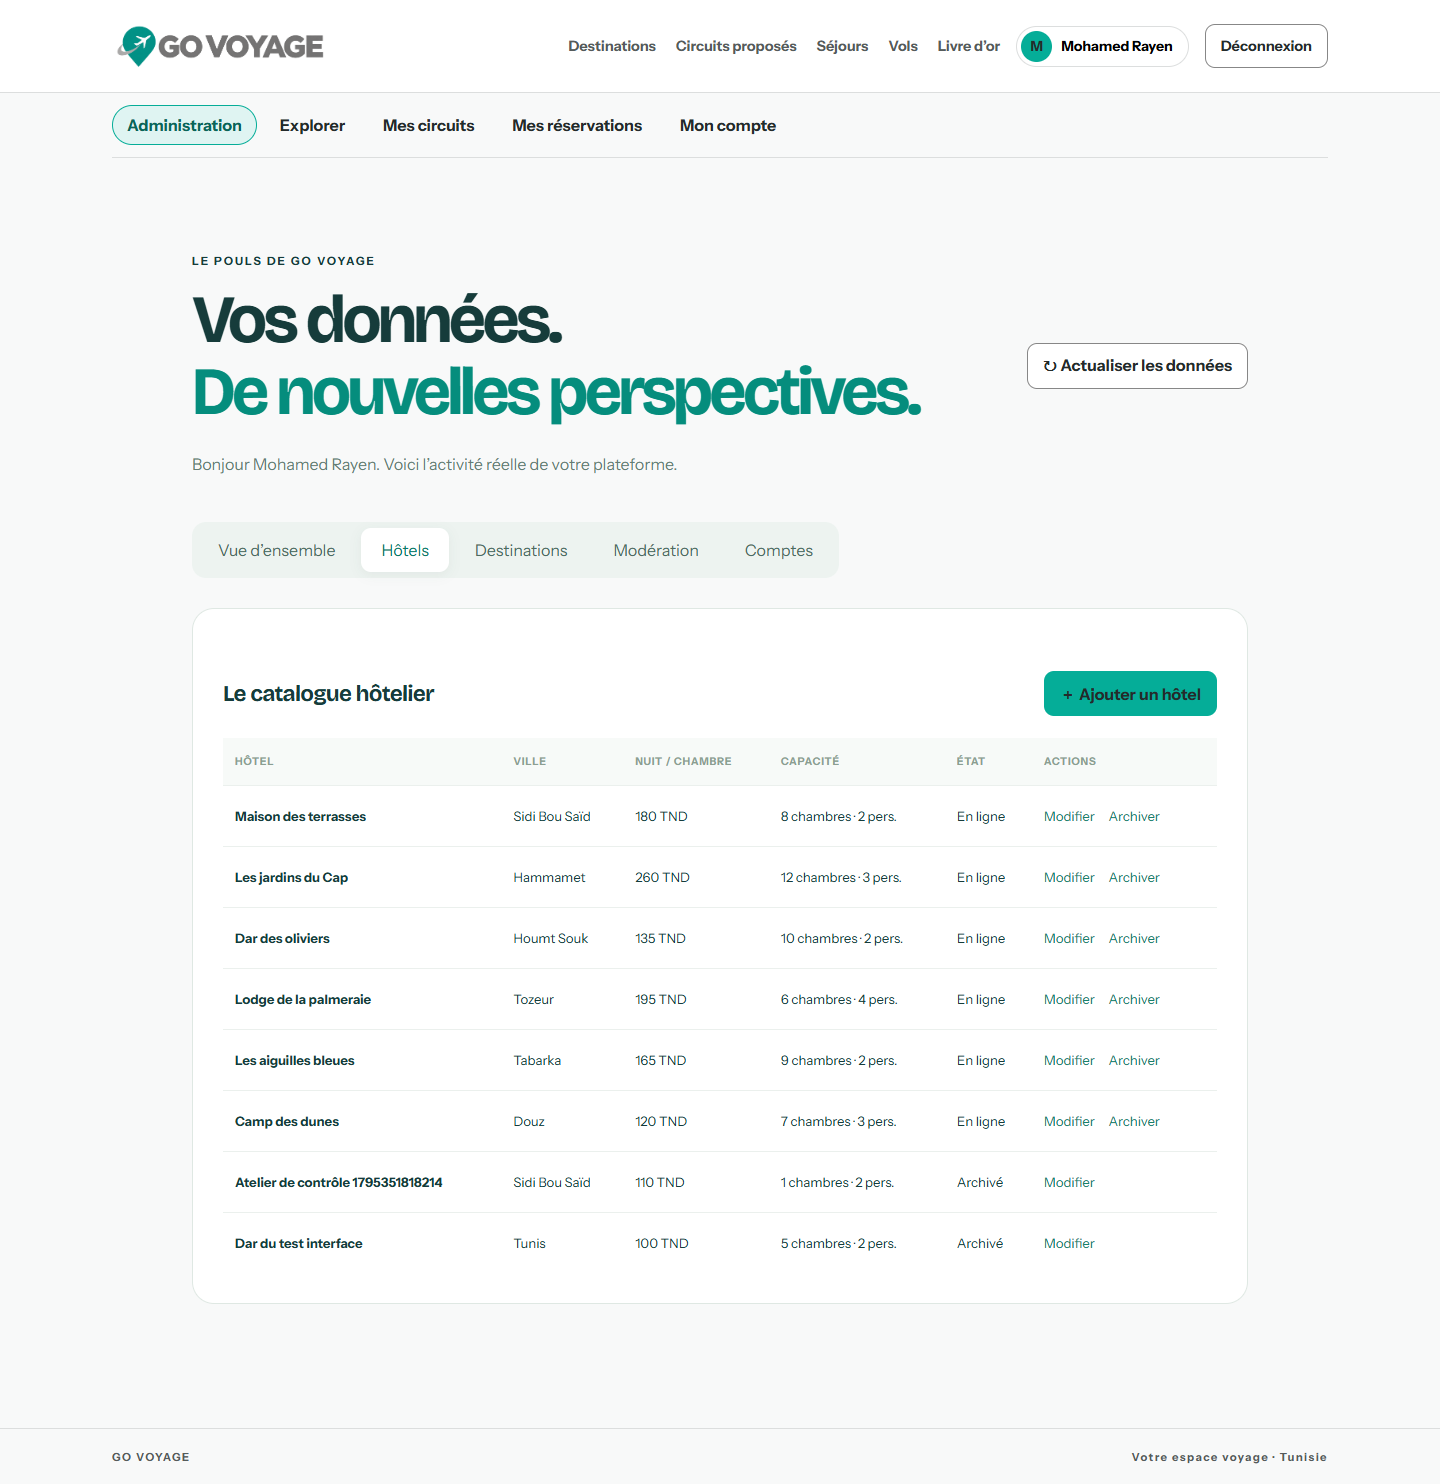 GO VOYAGE
Destinations Circuits proposés Séjours Vols Livre d’or M Mohamed Rayen Déconnexion
Administration Explorer Mes circuits Mes réservations Mon compte
LE POULS DE GO VOYAGE
Vos données.
De nouvelles perspectives.
↻ Actualiser les données
Bonjour Mohamed Rayen. Voici l’activité réelle de votre plateforme.
Vue d’ensemble Hôtels Destinations Modération Comptes
Le catalogue hôtelier
+ Ajouter un hôtel
HÔTEL VILLE NUIT / CHAMBRE CAPACITÉ ÉTAT ACTIONS
Maison des terrasses Sidi Bou Saïd 180 TND 8 chambres · 2 pers. En ligne Modifier Archiver
Les jardins du Cap Hammamet 260 TND 12 chambres · 3 pers. En ligne Modifier Archiver
Dar des oliviers Houmt Souk 135 TND 10 chambres · 2 pers. En ligne Modifier Archiver
Lodge de la palmeraie Tozeur 195 TND 6 chambres · 4 pers. En ligne Modifier Archiver
Les aiguilles bleues Tabarka 165 TND 9 chambres · 2 pers. En ligne Modifier Archiver
Camp des dunes Douz 120 TND 7 chambres · 3 pers. En ligne Modifier Archiver
Atelier de contrôle 1795351818214 Sidi Bou Saïd 110 TND 1 chambres · 2 pers. Archivé Modifier
Dar du test interface Tunis 100 TND 5 chambres · 2 pers. Archivé Modifier
GO VOYAGE
Votre espace voyage · Tunisie